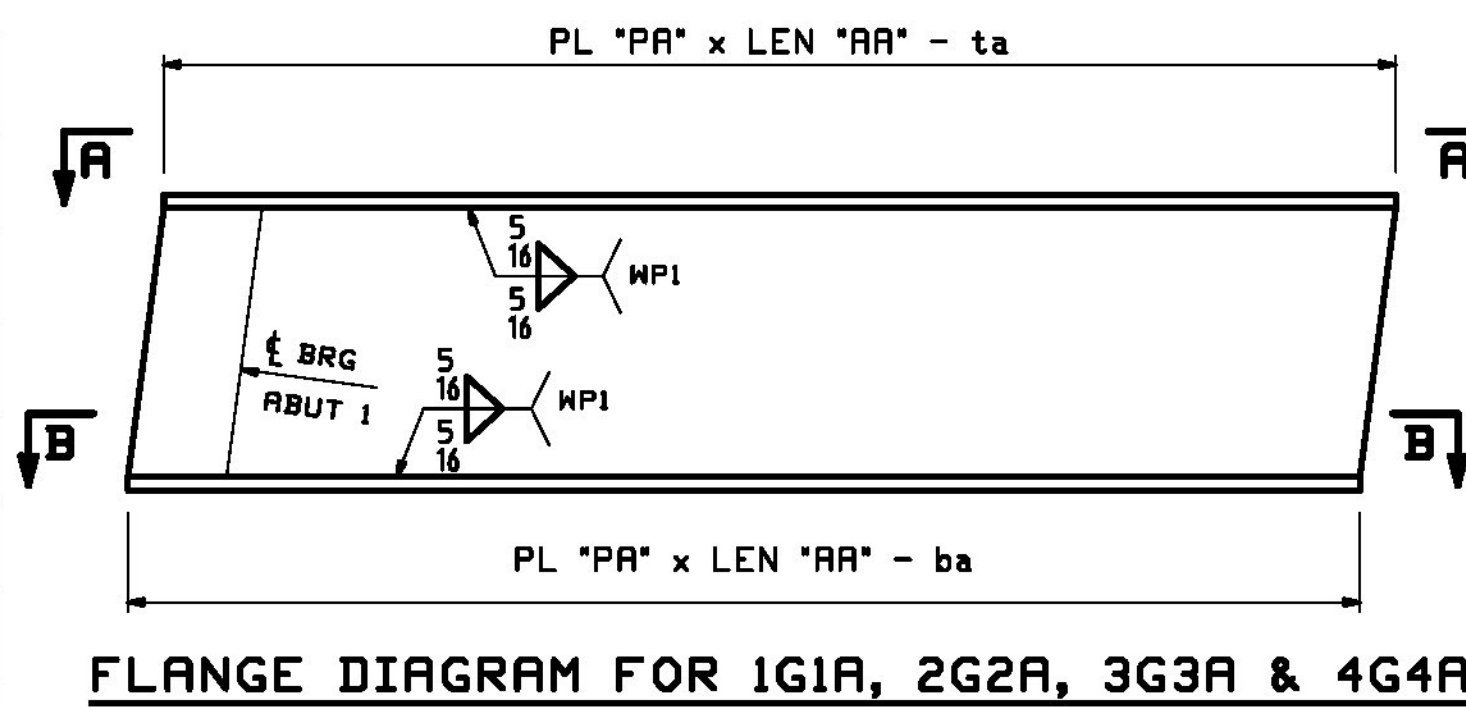 PL "PA" x LEN "AA" - ta
A
A
5
16
5
16
WP1
℄ BRG
ABUT 1
5
16
5
16
WP1
B
B
PL "PA" x LEN "AA" - ba
FLANGE DIAGRAM FOR 1G1A, 2G2A, 3G3A & 4G4A